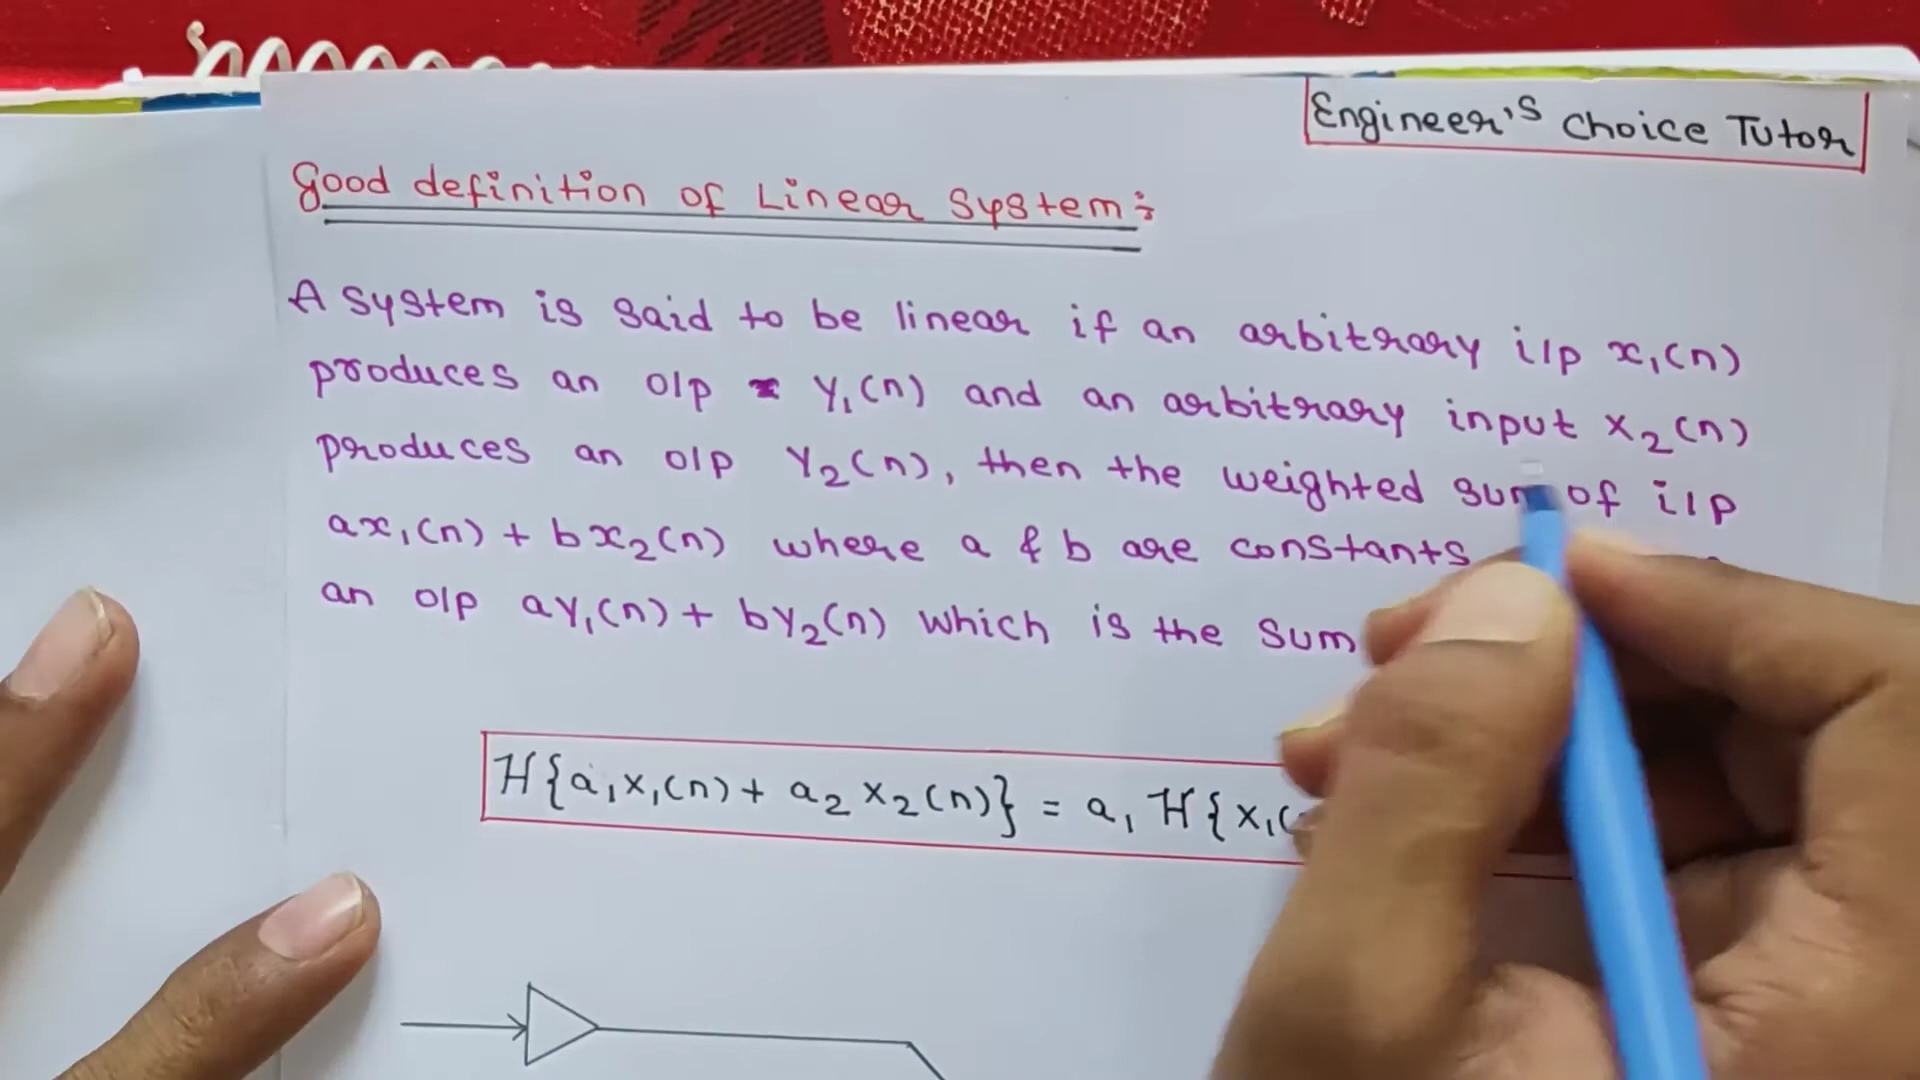 Engineer's Choice Tutor
Good definition of Linear System:
A system is said to be linear if an arbitrary i/p x₁(n)
produces an o/p y₁(n) and an arbitrary input x₂(n)
produces an o/p y₂(n), then the weighted sum of i/p
ax₁(n) + bx₂(n) where a & b are constants
an o/p ay₁(n) + by₂(n) which is the sum
H{a₁x₁(n) + a₂x₂(n)} = a₁ H{x₁(